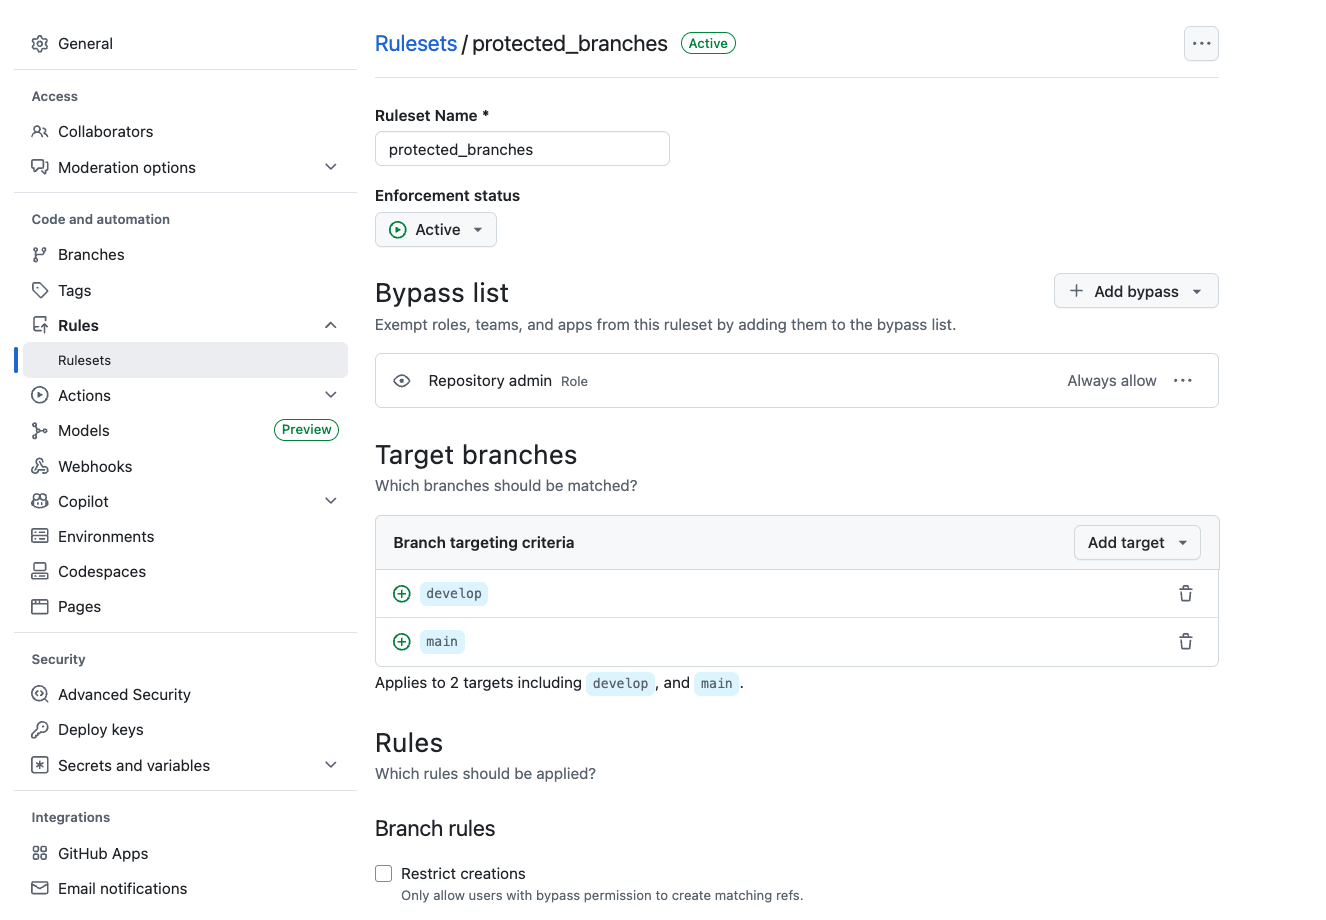 General
Access
Collaborators
Moderation options
Code and automation
Branches
Tags
Rules
Rulesets
Actions
Models Preview
Webhooks
Copilot
Environments
Codespaces
Pages
Security
Advanced Security
Deploy keys
Secrets and variables
Integrations
GitHub Apps
Email notifications
Rulesets / protected_branches Active
Ruleset Name *
protected_branches
Enforcement status
Active
Bypass list
Add bypass
Exempt roles, teams, and apps from this ruleset by adding them to the bypass list.
Repository admin Role Always allow
Target branches
Which branches should be matched?
Branch targeting criteria Add target
develop
main
Applies to 2 targets including develop, and main.
Rules
Which rules should be applied?
Branch rules
Restrict creations
Only allow users with bypass permission to create matching refs.